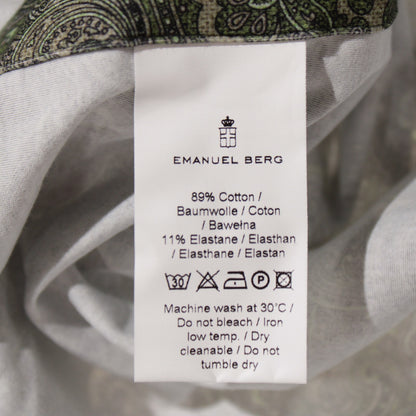 EMANUEL BERG
89% Cotton /
Baumwolle / Coton
/ Bawełna
11% Elastane / Elasthan
/ Elasthane / Elastan
30 P
Machine wash at 30°C /
Do not bleach / Iron
low temp. / Dry
cleanable / Do not
tumble dry